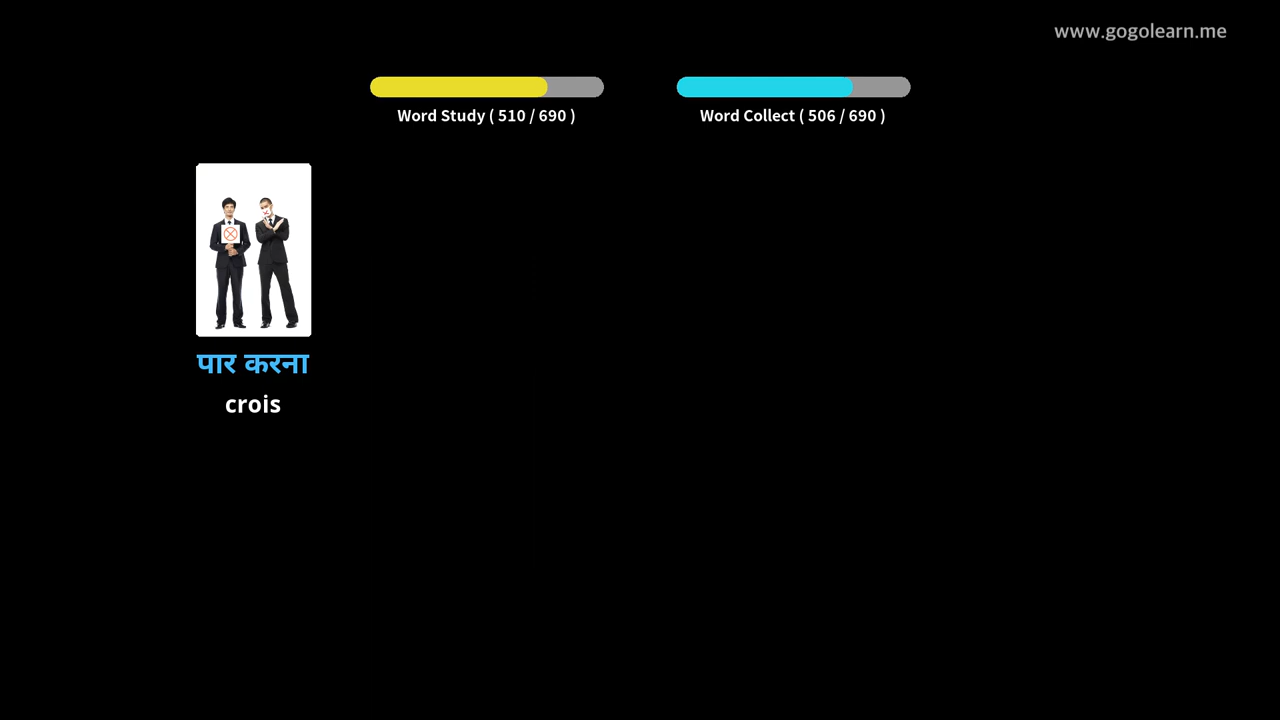 www.gogolearn.me
Word Study ( 510 / 690 )
Word Collect ( 506 / 690 )
पार करना
crois